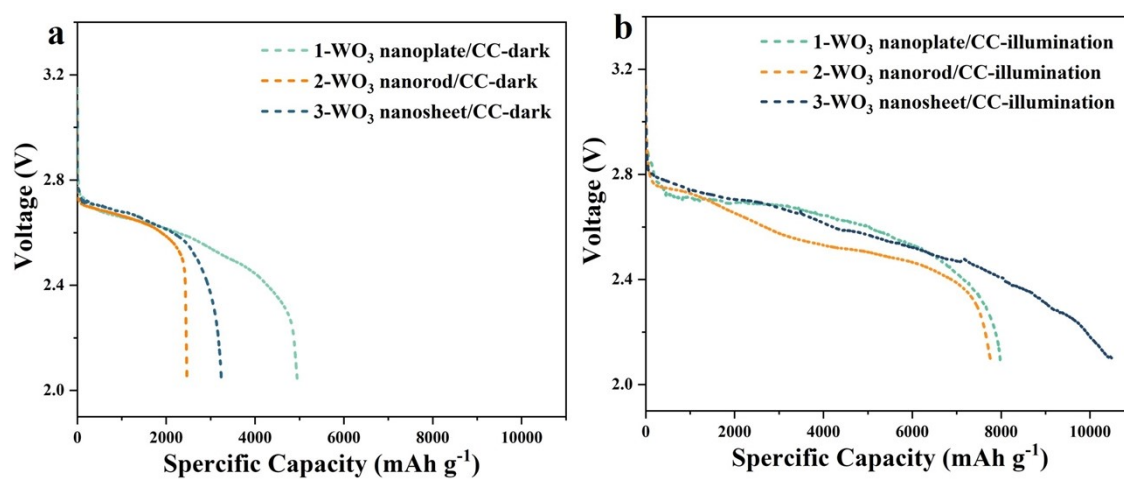 a
1-WO₃ nanoplate/CC-dark
2-WO₃ nanorod/CC-dark
3-WO₃ nanosheet/CC-dark
3.2
2.8
2.4
2.0
Voltage (V)
0 2000 4000 6000 8000 10000
Spercific Capacity (mAh g⁻¹)
b
1-WO₃ nanoplate/CC-illumination
2-WO₃ nanorod/CC-illumination
3-WO₃ nanosheet/CC-illumination
3.2
2.8
2.4
2.0
Voltage (V)
0 2000 4000 6000 8000 10000
Spercific Capacity (mAh g⁻¹)